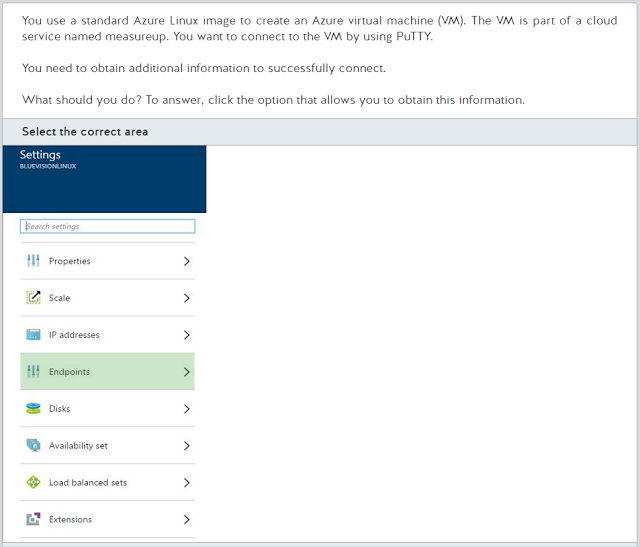 You use a standard Azure Linux image to create an Azure virtual machine (VM). The VM is part of a cloud
service named measureup. You want to connect to the VM by using PuTTY.
You need to obtain additional information to successfully connect.
What should you do? To answer, click the option that allows you to obtain this information.
Select the correct area
Settings
BLUEVISIONLINUX
Search settings
Properties
Scale
IP addresses
Endpoints
Disks
Availability set
Load balanced sets
Extensions